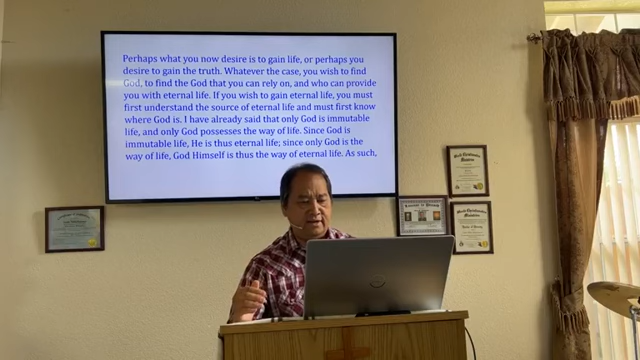 Perhaps what you now desire is to gain life, or perhaps you
desire to gain the truth. Whatever the case, you wish to find
God, to find the God that you can rely on, and who can provide
you with eternal life. If you wish to gain eternal life, you must
first understand the source of eternal life and must first know
where God is. I have already said that only God is immutable
life, and only God possesses the way of life. Since God is
immutable life, He is thus eternal life; since only God is the
way of life, God Himself is thus the way of eternal life. As such,
DELL